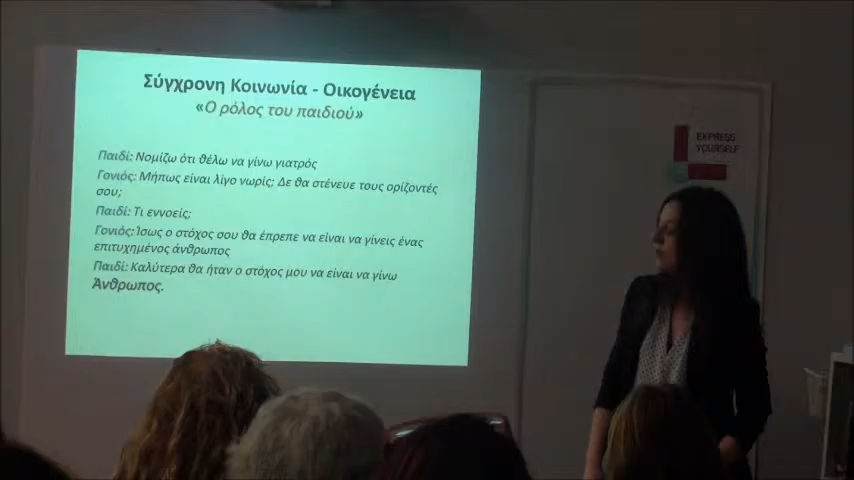 Σύγχρονη Κοινωνία - Οικογένεια
«Ο ρόλος του παιδιού»
Παιδί: Νομίζω ότι θέλω να γίνω γιατρός
Γονιός: Μήπως είναι λίγο νωρίς; Δε θα στένευε τους ορίζοντές
σου;
Παιδί: Τι εννοείς;
Γονιός: Ίσως ο στόχος σου θα έπρεπε να είναι να γίνεις ένας
επιτυχημένος άνθρωπος
Παιδί: Καλύτερα θα ήταν ο στόχος μου να είναι να γίνω
Άνθρωπος.
EXPRESS
YOURSELF